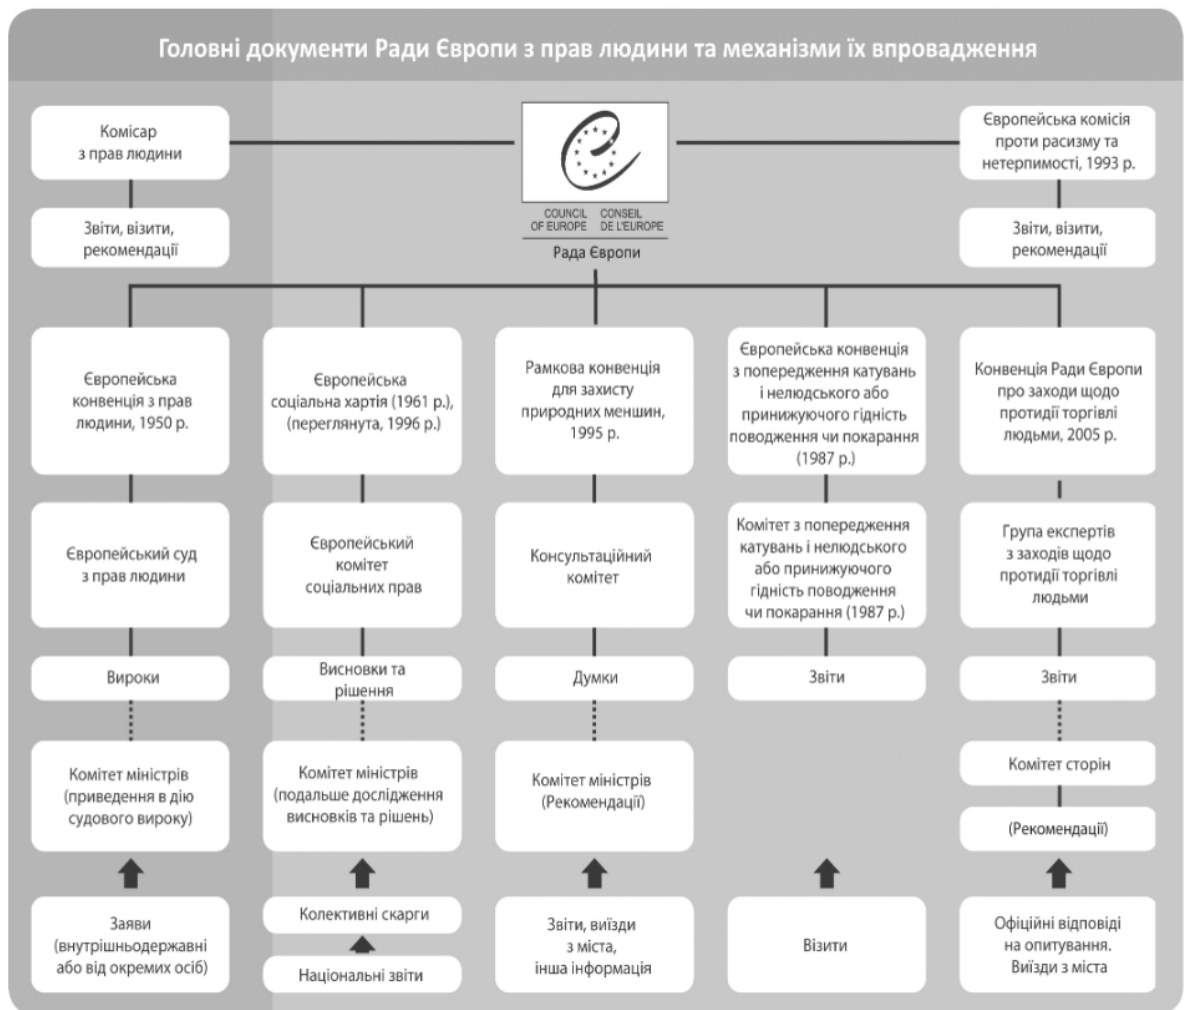 Головні документи Ради Європи з прав людини та механізми їх впровадження
Комісар
з прав людини
Звіти, візити,
рекомендації
COUNCIL OF EUROPE
CONSEIL DE L'EUROPE
Рада Європи
Європейська комісія
проти расизму та
нетерпимості, 1993 р.
Звіти, візити,
рекомендації
Європейська
конвенція з прав
людини, 1950 р.
Європейська
соціальна хартія (1961 р.),
(переглянута, 1996 р.)
Рамкова конвенція
для захисту
природних меншин,
1995 р.
Європейська конвенція
з попередження катувань
і нелюдського або
принижуючого гідність
поводження чи покарання
(1987 р.)
Конвенція Ради Європи
про заходи щодо
протидії торгівлі
людьми, 2005 р.
Європейський суд
з прав людини
Європейський
комітет
соціальних прав
Консультаційний
комітет
Комітет з попередження
катувань і нелюдського
або принижуючого
гідність поводження
чи покарання (1987 р.)
Група експертів
з заходів щодо
протидії торгівлі
людьми
Вироки
Висновки та
рішення
Думки
Звіти
Звіти
Комітет міністрів
(приведення в дію
судового вироку)
Комітет міністрів
(подальше дослідження
висновків та рішень)
Комітет міністрів
(Рекомендації)
Комітет сторін
(Рекомендації)
Заяви
(внутрішньодержавні
або від окремих осіб)
Колективні скарги
Національні звіти
Звіти, виїзди
з міста,
інша інформація
Візити
Офіційні відповіді
на опитування.
Виїзди з міста